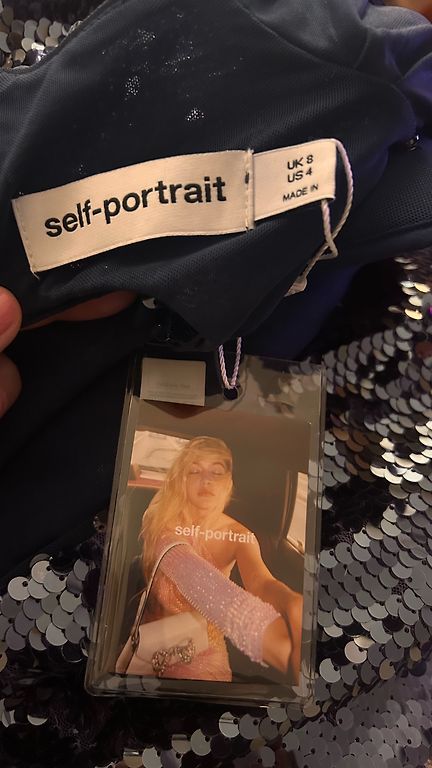 self-portrait
UK 8
US 4
MADE IN
self-portrait